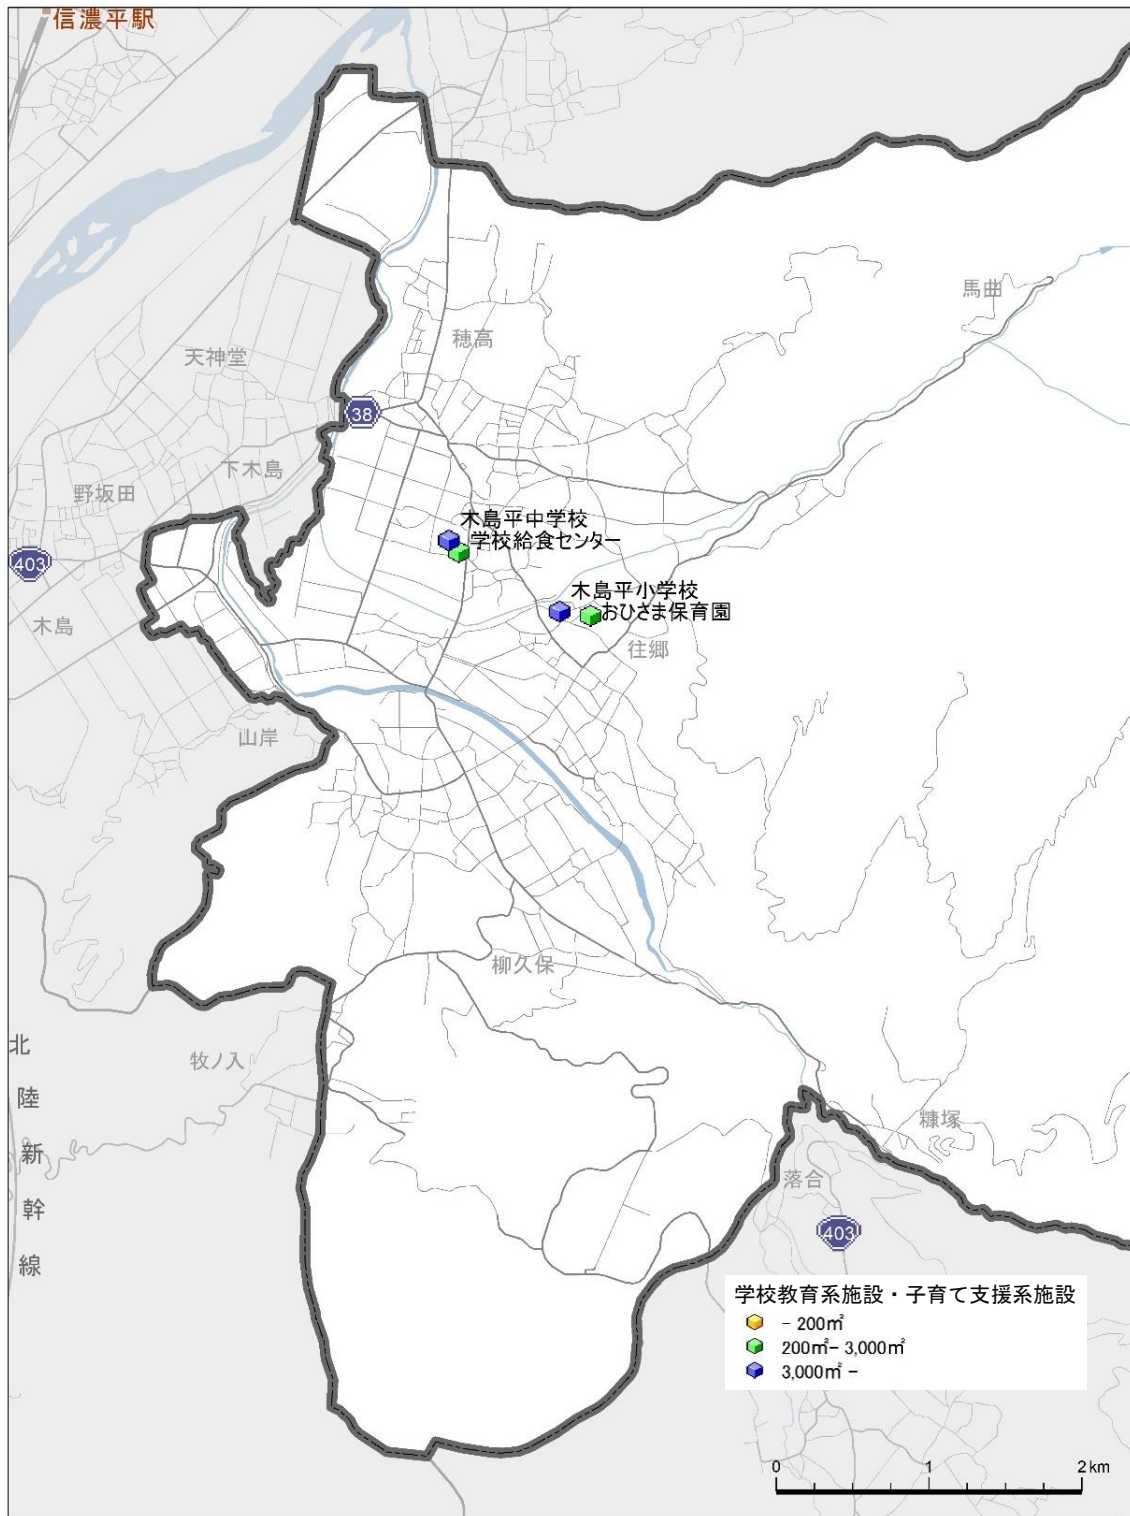 信濃平駅
馬曲
穂高
天神堂
38
下木島
野坂田
木島平中学校
学校給食センター
403
木島平小学校
おひさま保育園
木島
往郷
山岸
柳久保
北陸新幹線
牧ノ入
糠塚
落合
403
学校教育系施設・子育て支援系施設
- 200㎡
200㎡- 3,000㎡
3,000㎡ -
0 1 2 km